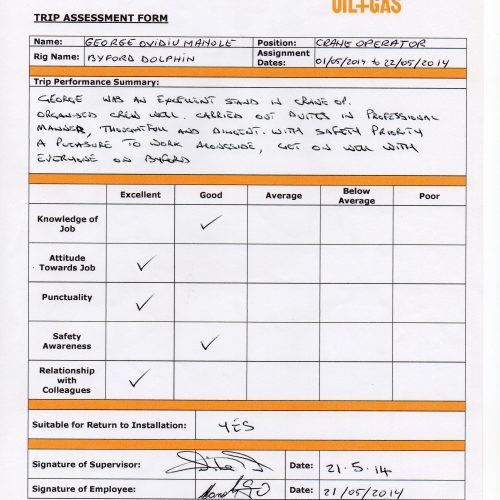 OIL+GAS
TRIP ASSESSMENT FORM
Name: GEORGE OVIDIU MANOLE Position: CRANE OPERATOR
Rig Name: BYFORD DOLPHIN Assignment Dates: 01/05/2014 to 22/05/2014
Trip Performance Summary:
GEORGE WAS AN EXCELLENT STAND IN CRANE OP.
ORGANISED CREW WELL. CARRIED OUT DUTIES IN PROFESSIONAL
MANNER, THOUGHTFULL AND DILIGENT. WITH SAFETY PRIORITY
A PLEASURE TO WORK ALONGSIDE, GET ON WELL WITH
EVERYONE ON BYFORD
Excellent Good Average Below Average Poor
Knowledge of Job ✓
Attitude Towards Job ✓
Punctuality ✓
Safety Awareness ✓
Relationship with Colleagues ✓
Suitable for Return to Installation: YES
Signature of Supervisor: Date: 21.5.14
Signature of Employee: Date: 21/05/2014